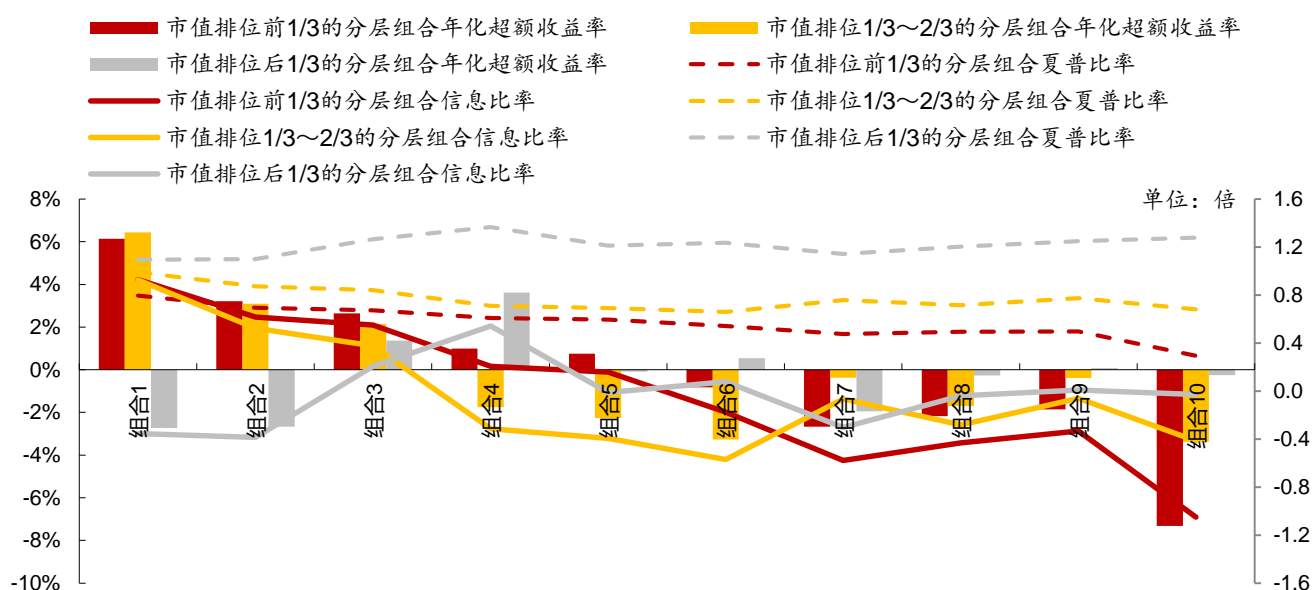 市值排位前1/3的分层组合年化超额收益率
市值排位1/3～2/3的分层组合年化超额收益率
市值排位后1/3的分层组合年化超额收益率
市值排位前1/3的分层组合夏普比率
市值排位前1/3的分层组合信息比率
市值排位1/3～2/3的分层组合夏普比率
市值排位1/3～2/3的分层组合信息比率
市值排位后1/3的分层组合夏普比率
市值排位后1/3的分层组合信息比率
单位：倍
8%
6%
4%
2%
0%
-2%
-4%
-6%
-8%
-10%
1.6
1.2
0.8
0.4
0.0
-0.4
-0.8
-1.2
-1.6
组合1
组合2
组合3
组合4
组合5
组合6
组合7
组合8
组合9
组合10